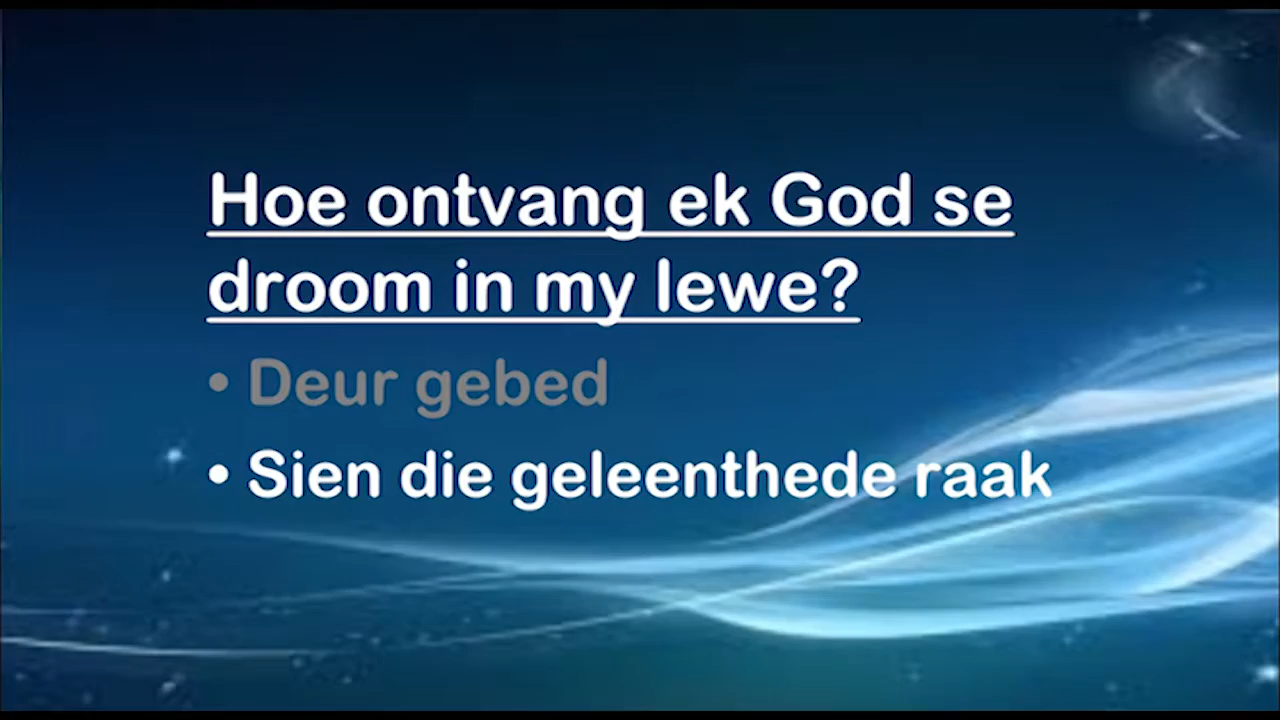 Hoe ontvang ek God se
droom in my lewe?
• Deur gebed
• Sien die geleenthede raak